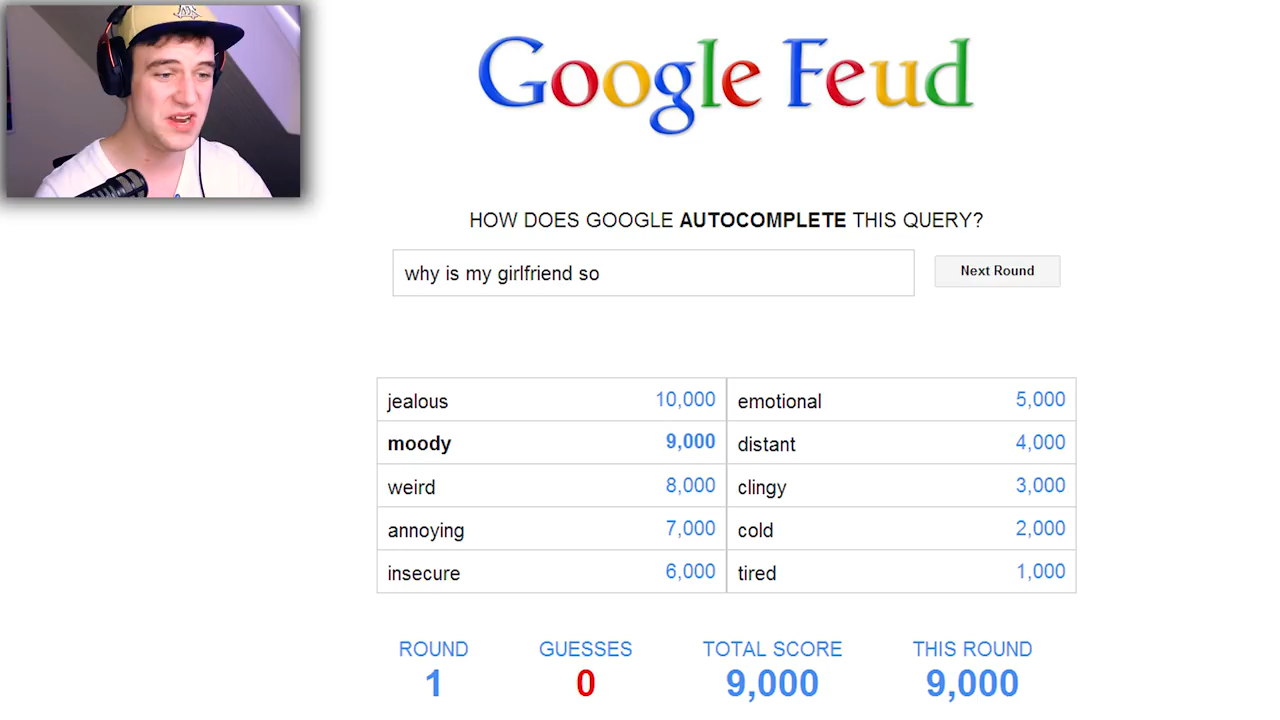 Google Feud
HOW DOES GOOGLE AUTOCOMPLETE THIS QUERY?
why is my girlfriend so
Next Round
jealous 10,000 emotional 5,000
moody 9,000 distant 4,000
weird 8,000 clingy 3,000
annoying 7,000 cold 2,000
insecure 6,000 tired 1,000
ROUND GUESSES TOTAL SCORE THIS ROUND
1 0 9,000 9,000